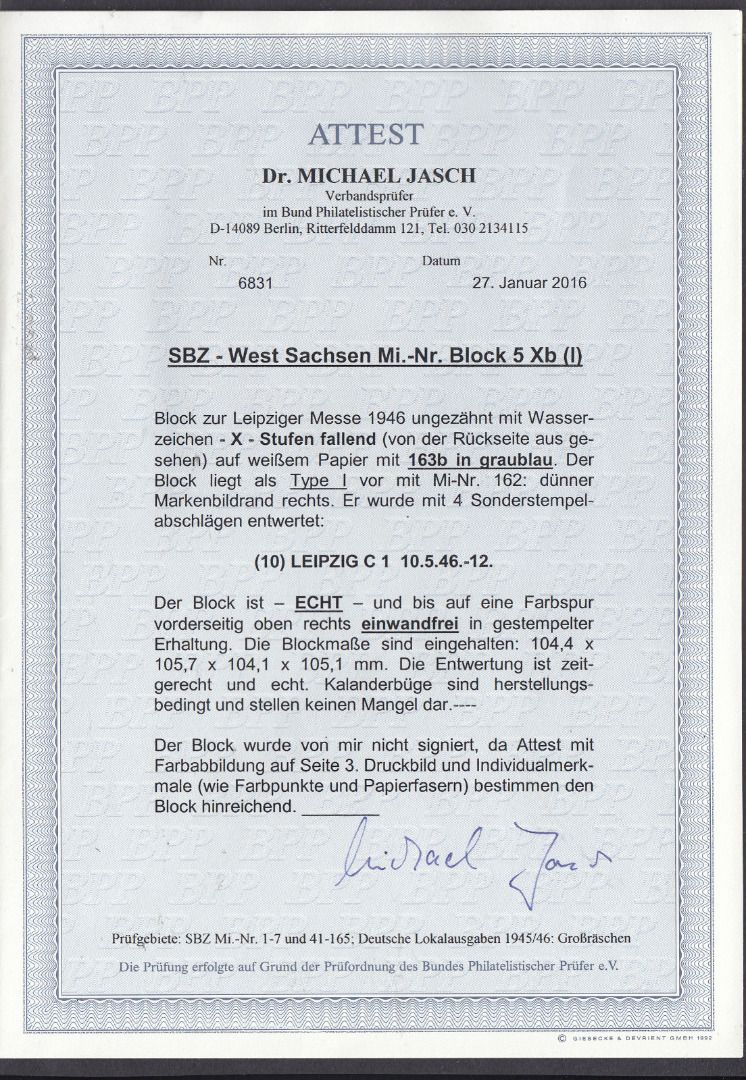 ATTEST
Dr. MICHAEL JASCH
Verbandsprüfer
im Bund Philatelistischer Prüfer e. V.
D-14089 Berlin, Ritterfelddamm 121, Tel. 030 2134115
Nr. Datum
6831 27. Januar 2016
SBZ - West Sachsen Mi.-Nr. Block 5 Xb (I)
Block zur Leipziger Messe 1946 ungezähnt mit Wasser-
zeichen - X - Stufen fallend (von der Rückseite aus ge-
sehen) auf weißem Papier mit 163b in graublau. Der
Block liegt als Type I vor mit Mi-Nr. 162: dünner
Markenbildrand rechts. Er wurde mit 4 Sonderstempel-
abschlägen entwertet:
(10) LEIPZIG C 1 10.5.46.-12.
Der Block ist – ECHT – und bis auf eine Farbspur
vorderseitig oben rechts einwandfrei in gestempelter
Erhaltung. Die Blockmaße sind eingehalten: 104,4 x
105,7 x 104,1 x 105,1 mm. Die Entwertung ist zeit-
gerecht und echt. Kalanderbüge sind herstellungs-
bedingt und stellen keinen Mangel dar.----
Der Block wurde von mir nicht signiert, da Attest mit
Farbabbildung auf Seite 3. Druckbild und Individualmerk-
male (wie Farbpunkte und Papierfasern) bestimmen den
Block hinreichend. ________
Michael Jasch
Prüfgebiete: SBZ Mi.-Nr. 1-7 und 41-165; Deutsche Lokalausgaben 1945/46: Großräschen
Die Prüfung erfolgte auf Grund der Prüfordnung des Bundes Philatelistischer Prüfer e.V.
© GIESECKE & DEVRIENT GMBH 1992